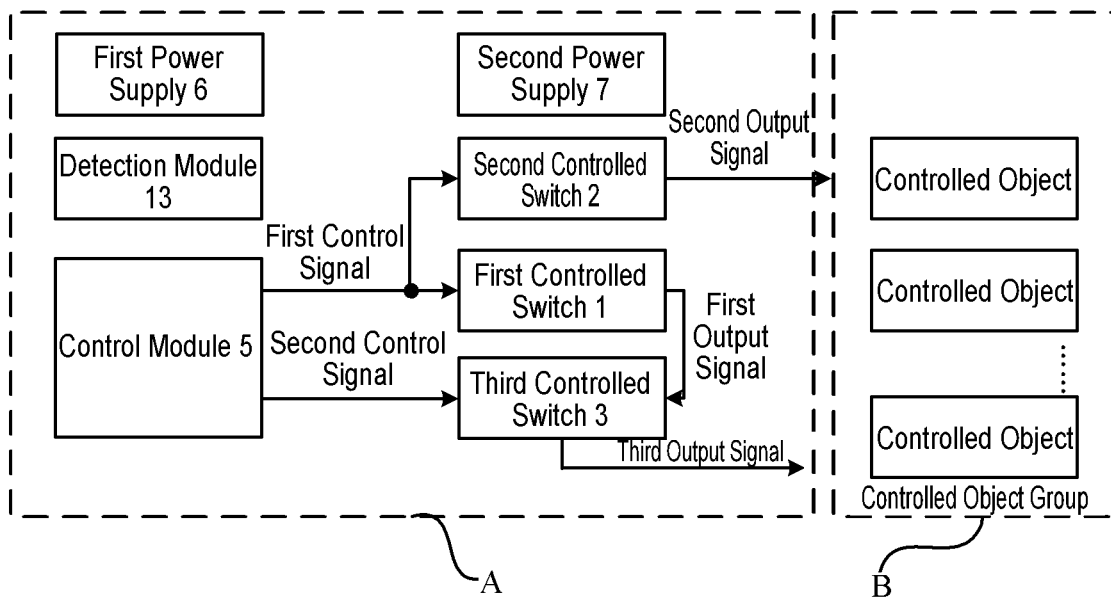 First Power
Supply 6
Second Power
Supply 7
Detection Module
13
Second Controlled
Switch 2
Second Output
Signal
Controlled Object
First Control
Signal
First Controlled
Switch 1
First
Output
Signal
Controlled Object
Control Module 5
Second Control
Signal
Third Controlled
Switch 3
Third Output Signal
Controlled Object
Controlled Object Group
A
B